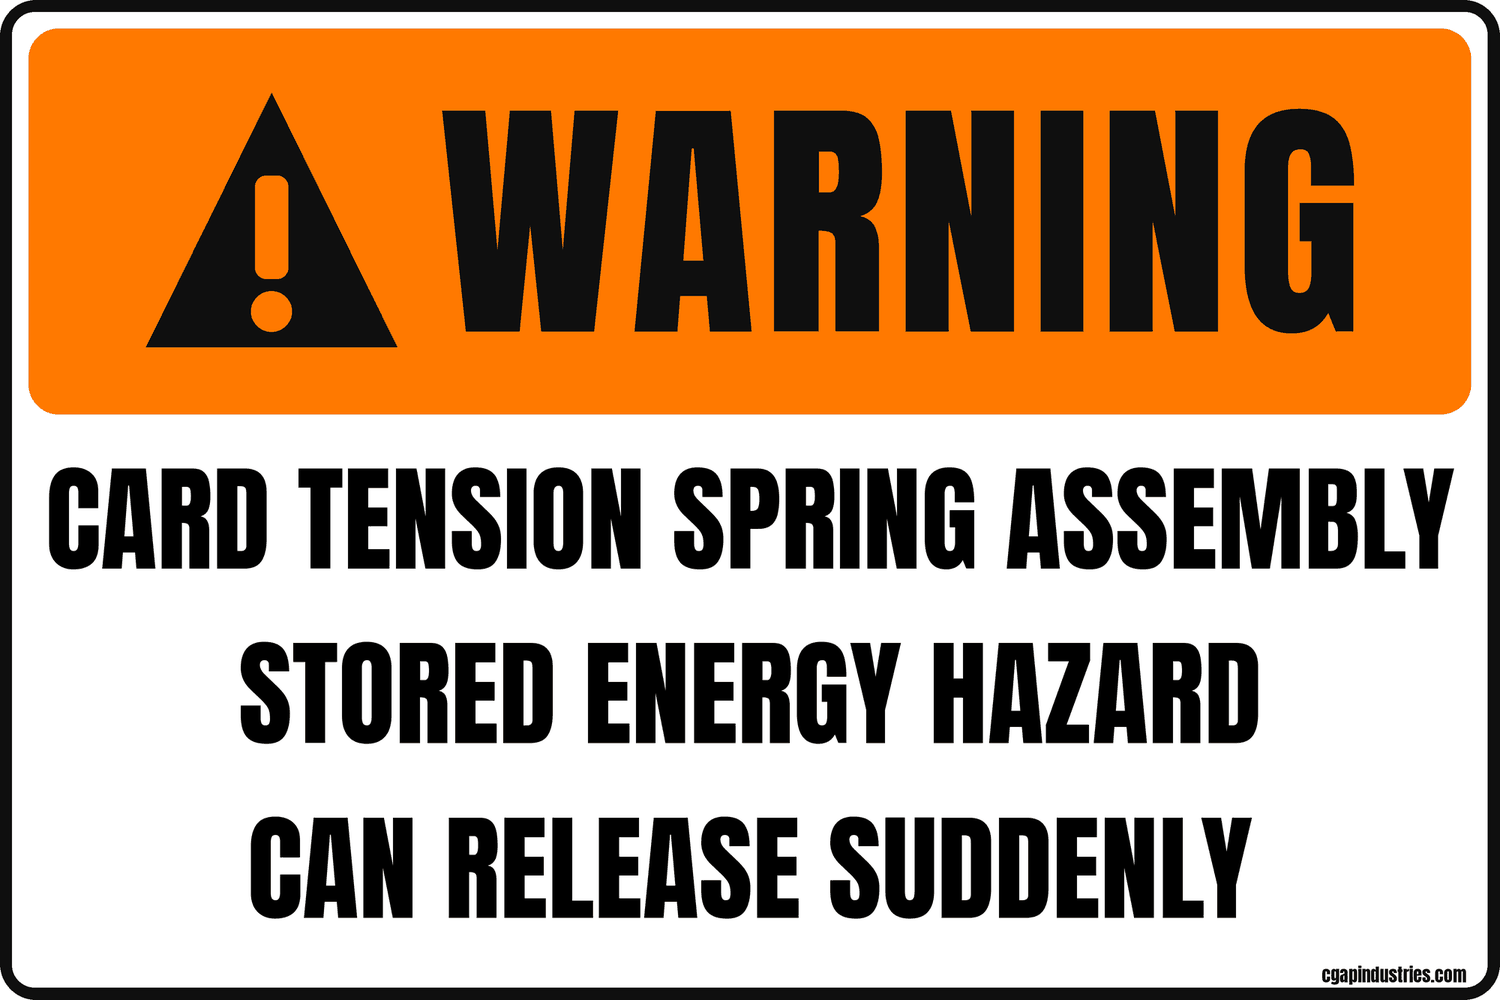 WARNING
CARD TENSION SPRING ASSEMBLY
STORED ENERGY HAZARD
CAN RELEASE SUDDENLY
cgapindustries.com